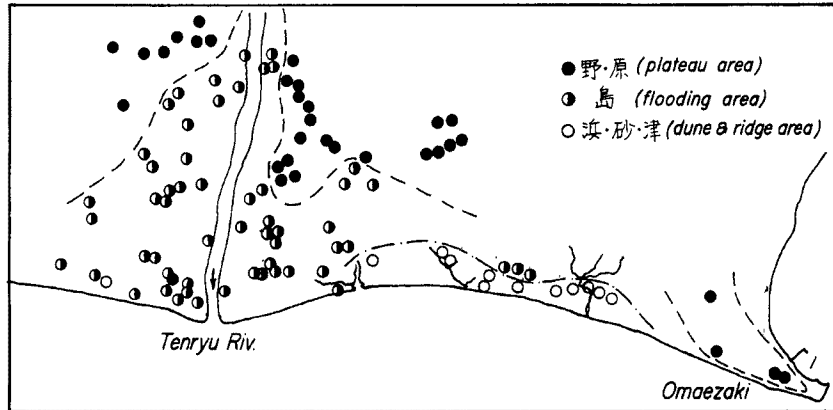 ●野・原 (plateau area)
◑島 (flooding area)
○浜・砂・津 (dune & ridge area)
Tenryu Riv.
Omaezaki